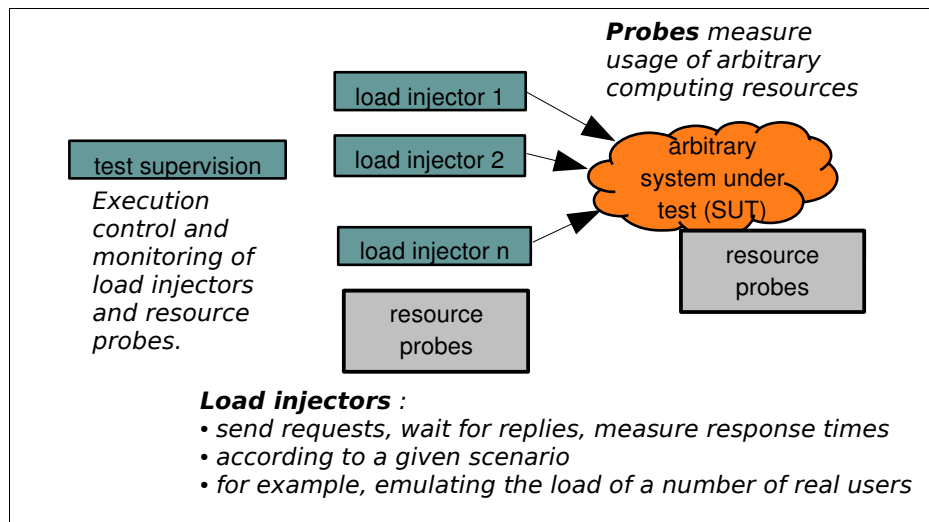 Probes measure
usage of arbitrary
computing resources
load injector 1
test supervision
load injector 2
arbitrary
system under
test (SUT)
Execution
control and
monitoring of
load injectors
and resource
probes.
load injector n
resource
probes
resource
probes
Load injectors :
• send requests, wait for replies, measure response times
• according to a given scenario
• for example, emulating the load of a number of real users